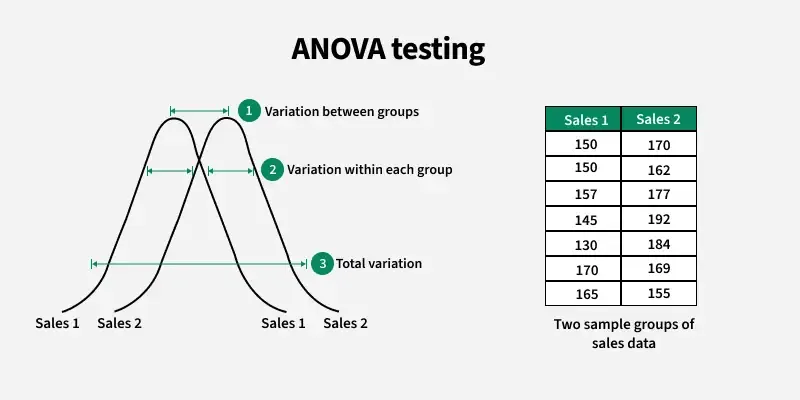 ANOVA testing
1 Variation between groups
2 Variation within each group
3 Total variation
Sales 1 Sales 2 Sales 1 Sales 2
Sales 1 Sales 2
150 170
150 162
157 177
145 192
130 184
170 169
165 155
Two sample groups of
sales data